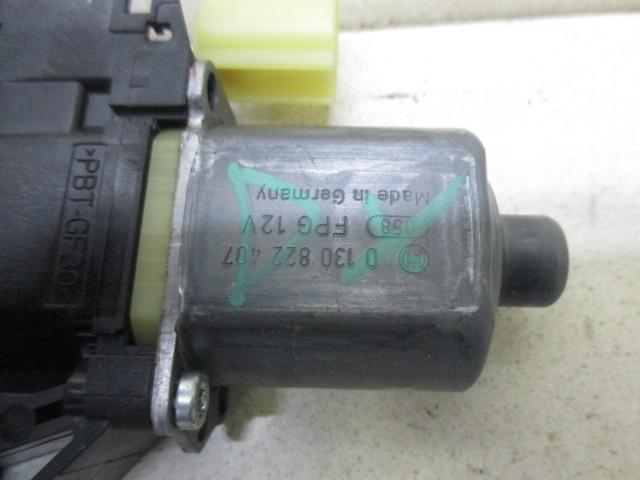 0 130 822 407
058 FPG 12V
Made in Germany
>PBT-GF30<